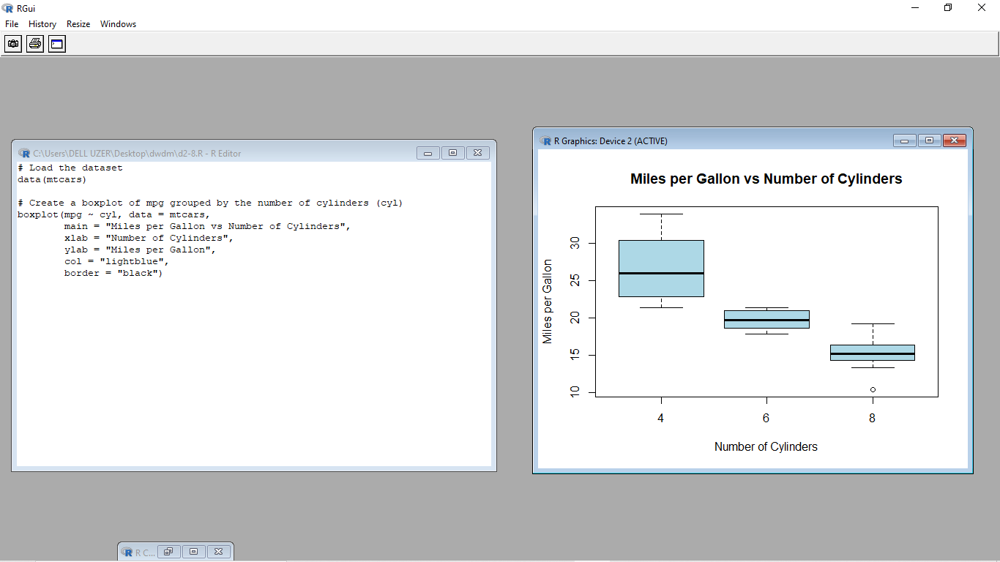 RGui
File History Resize Windows
C:\Users\DELL UZER\Desktop\dwdm\d2-8.R - R Editor
# Load the dataset
data(mtcars)
# Create a boxplot of mpg grouped by the number of cylinders (cyl)
boxplot(mpg ~ cyl, data = mtcars,
        main = "Miles per Gallon vs Number of Cylinders",
        xlab = "Number of Cylinders",
        ylab = "Miles per Gallon",
        col = "lightblue",
        border = "black")
R Graphics: Device 2 (ACTIVE)
Miles per Gallon vs Number of Cylinders
Miles per Gallon
30
25
20
15
10
4 6 8
Number of Cylinders
R C...